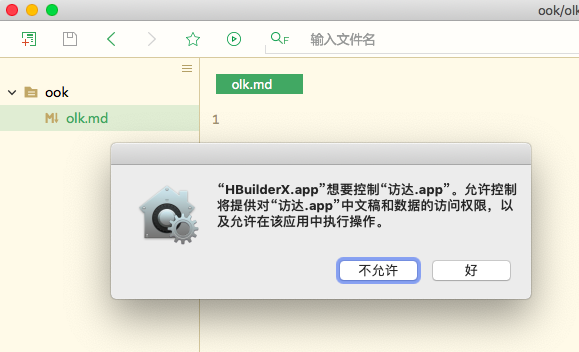 ook/olk
输入文件名
ook
olk.md
M↓ olk.md
1
“HBuilderX.app”想要控制“访达.app”。允许控制
将提供对“访达.app”中文稿和数据的访问权限，以
及允许在该应用中执行操作。
不允许
好